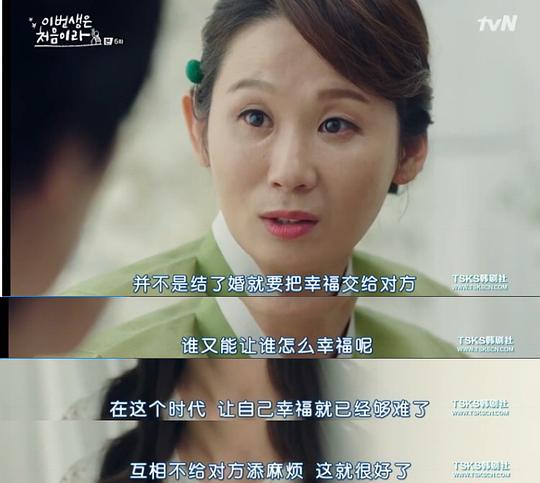 이번생은
처음이라
본 6회
tvN
并不是结了婚就要把幸福交给对方
TSKS韩剧社
WWW.TSKSCN.COM
谁又能让谁怎么幸福呢
TSKS韩剧社
WWW.TSKSCN.COM
在这个时代 让自己幸福就已经够难了
TSKS韩剧社
WWW.TSKSCN.COM
互相不给对方添麻烦 这就很好了
TSKS韩剧社
WWW.TSKSCN.COM